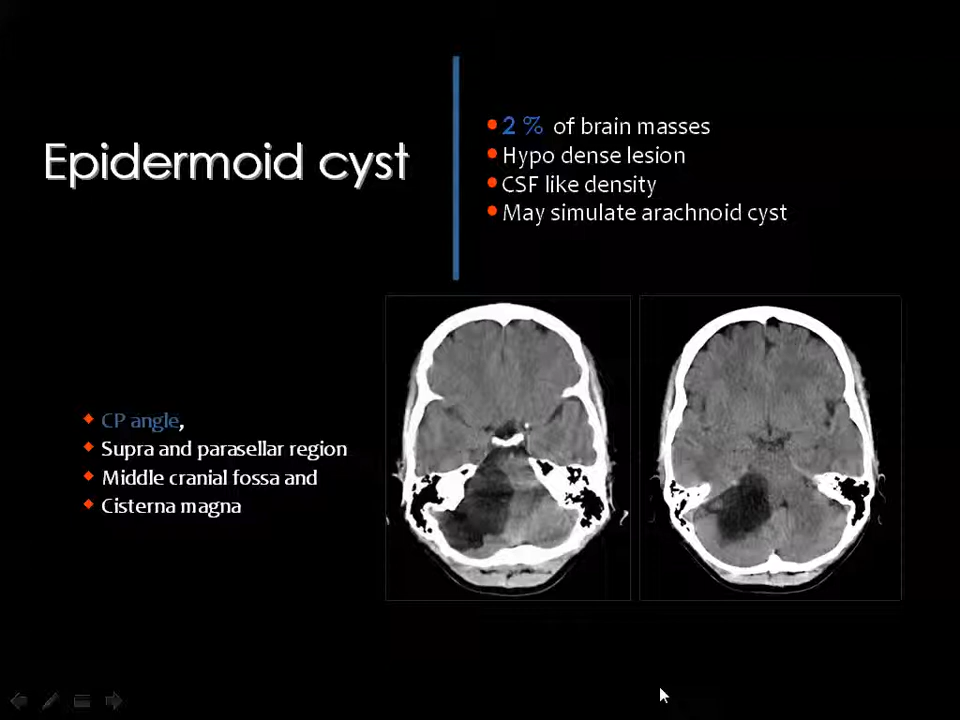 Epidermoid cyst
2 % of brain masses
Hypo dense lesion
CSF like density
May simulate arachnoid cyst
CP angle,
Supra and parasellar region
Middle cranial fossa and
Cisterna magna